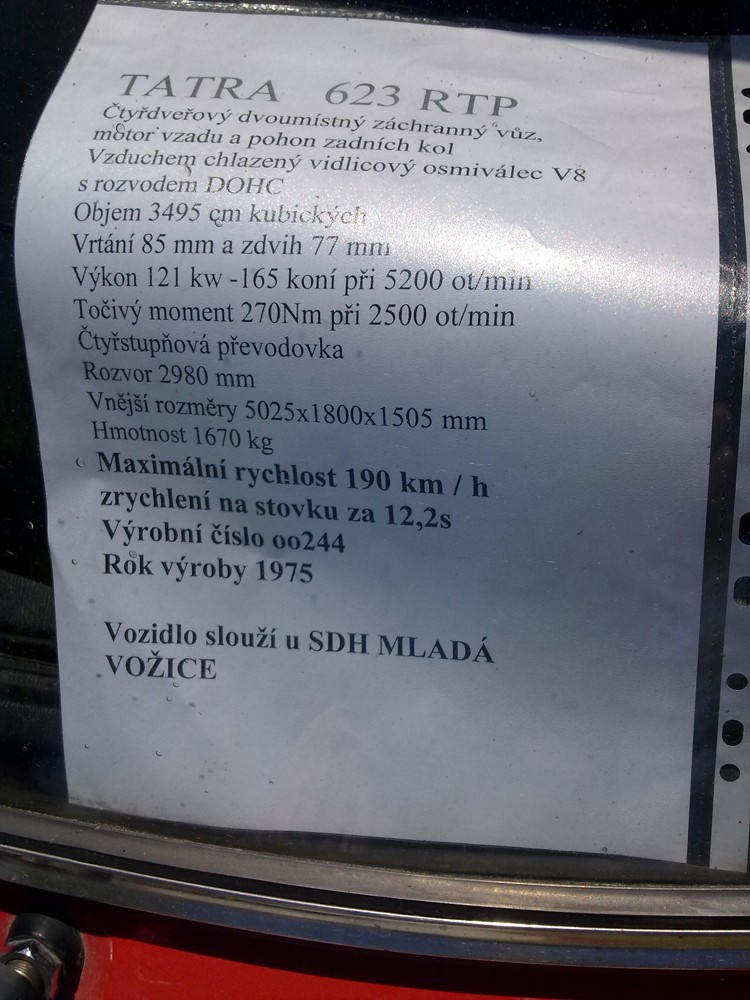 TATRA 623 RTP
Čtyřdveřový dvoumístný záchranný vůz,
motor vzadu a pohon zadních kol
Vzduchem chlazený vidlicový osmiválec V8
s rozvodem DOHC
Objem 3495 cm kubických
Vrtání 85 mm a zdvih 77 mm
Výkon 121 kw -165 koní při 5200 ot/min
Točivý moment 270Nm při 2500 ot/min
Čtyřstupňová převodovka
Rozvor 2980 mm
Vnější rozměry 5025x1800x1505 mm
Hmotnost 1670 kg
Maximální rychlost 190 km / h
zrychlení na stovku za 12,2s
Výrobní číslo oo244
Rok výroby 1975
Vozidlo slouží u SDH MLADÁ
VOŽICE